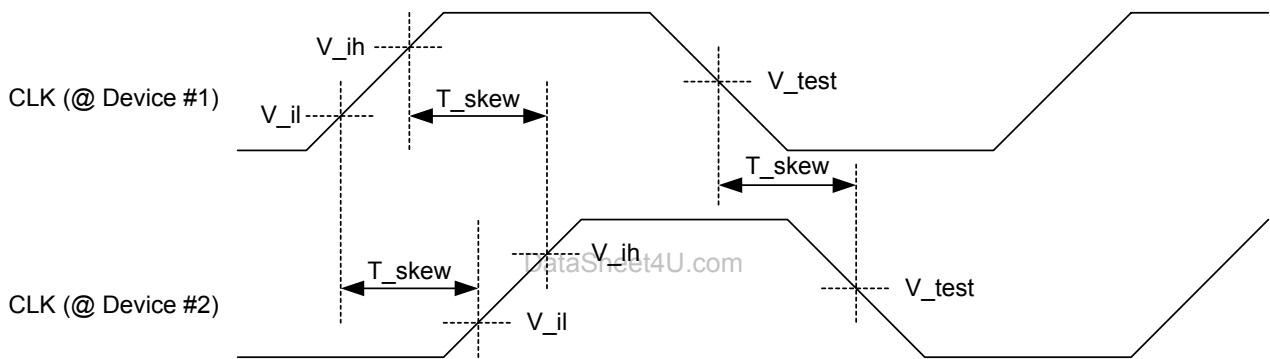 V_ih
V_test
CLK (@ Device #1)
T_skew
V_il
T_skew
V_ih
DataSheet4U.com
T_skew
V_test
CLK (@ Device #2)
V_il